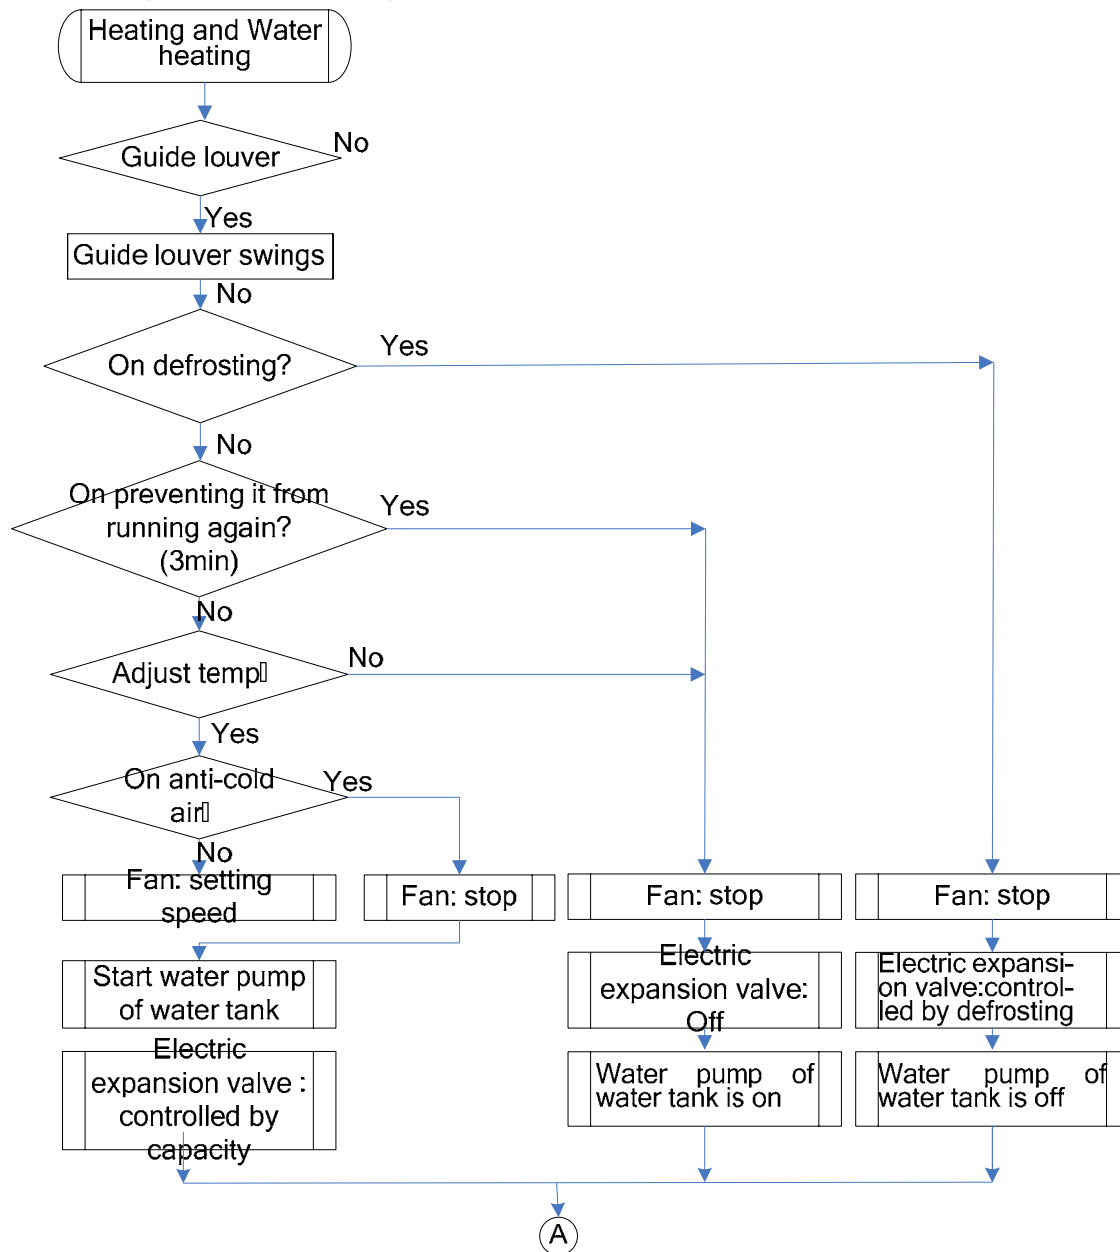 Heating and Water
heating
No
Guide louver
Yes
Guide louver swings
No
On defrosting?
Yes
No
On preventing it from
running again?
(3min)
Yes
No
Adjust temp▯
No
Yes
On anti-cold
air▯
Yes
No
Fan: setting
speed
Fan: stop
Fan: stop
Fan: stop
Start water pump
of water tank
Electric
expansion valve:
Off
Electric expansi-
on valve:control-
led by defrosting
Electric
expansion valve :
controlled by
capacity
Water pump of
water tank is on
Water pump of
water tank is off
A